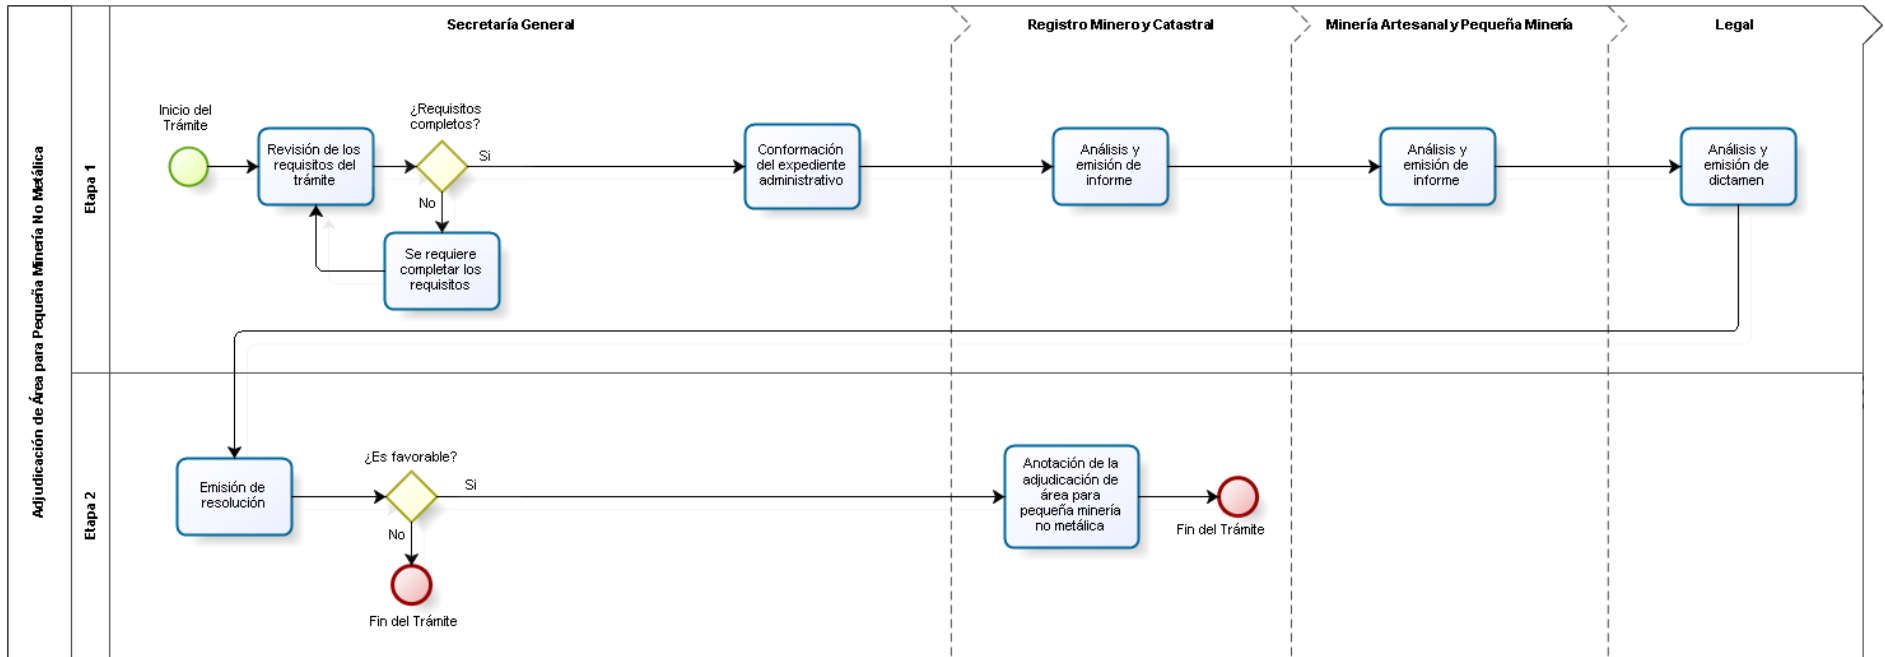 Adjudicación de Área para Pequeña Minería No Metálica
Secretaría General
Registro Minero y Catastral
Minería Artesanal y Pequeña Minería
Legal
Etapa 1
Inicio del
Trámite
Revisión de los
requisitos del
trámite
¿Requisitos
completos?
Si
No
Se requiere
completar los
requisitos
Conformación
del expediente
administrativo
Análisis y
emisión de
informe
Análisis y
emisión de
informe
Análisis y
emisión de
dictamen
Etapa 2
Emisión de
resolución
¿Es favorable?
Si
No
Fin del Trámite
Anotación de la
adjudicación de
área para
pequeña minería
no metálica
Fin del Trámite